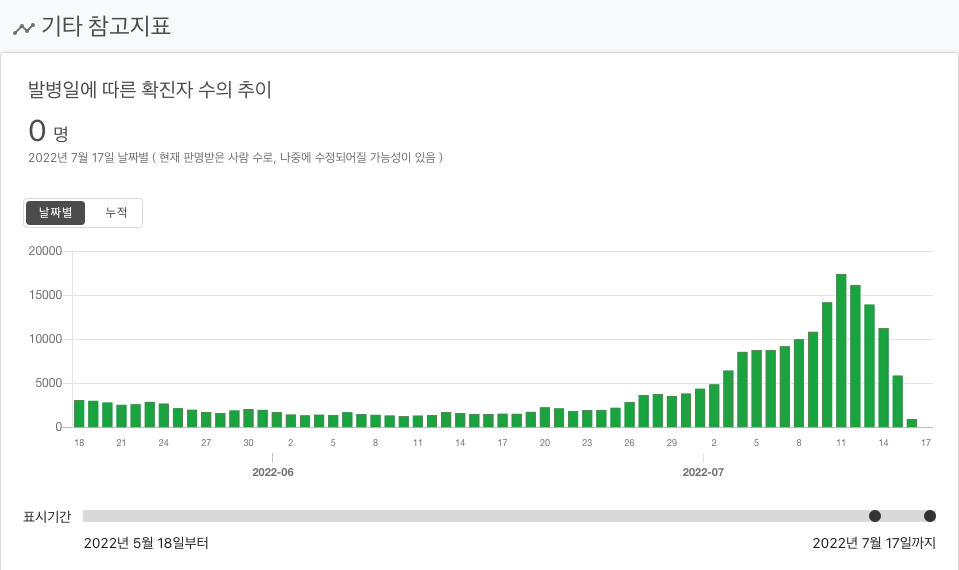 기타 참고지표
발병일에 따른 확진자 수의 추이
0 명
2022년 7월 17일 날짜별 ( 현재 판명받은 사람 수로, 나중에 수정되어질 가능성이 있음 )
날짜별 누적
20000
15000
10000
5000
0
18 21 24 27 30 2 5 8 11 14 17 20 23 26 29 2 5 8 11 14 17
2022-06 2022-07
표시기간
2022년 5월 18일부터 2022년 7월 17일까지